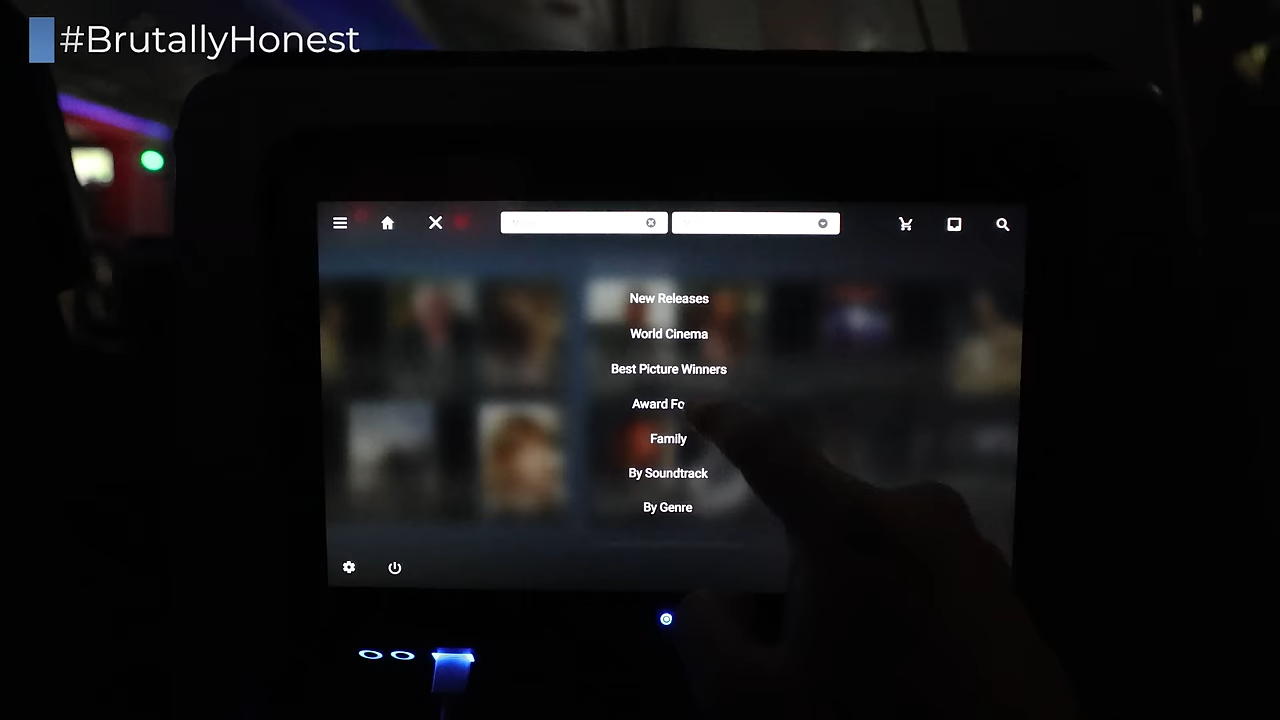 #BrutallyHonest
New Releases
World Cinema
Best Picture Winners
Award Fo
Family
By Soundtrack
By Genre